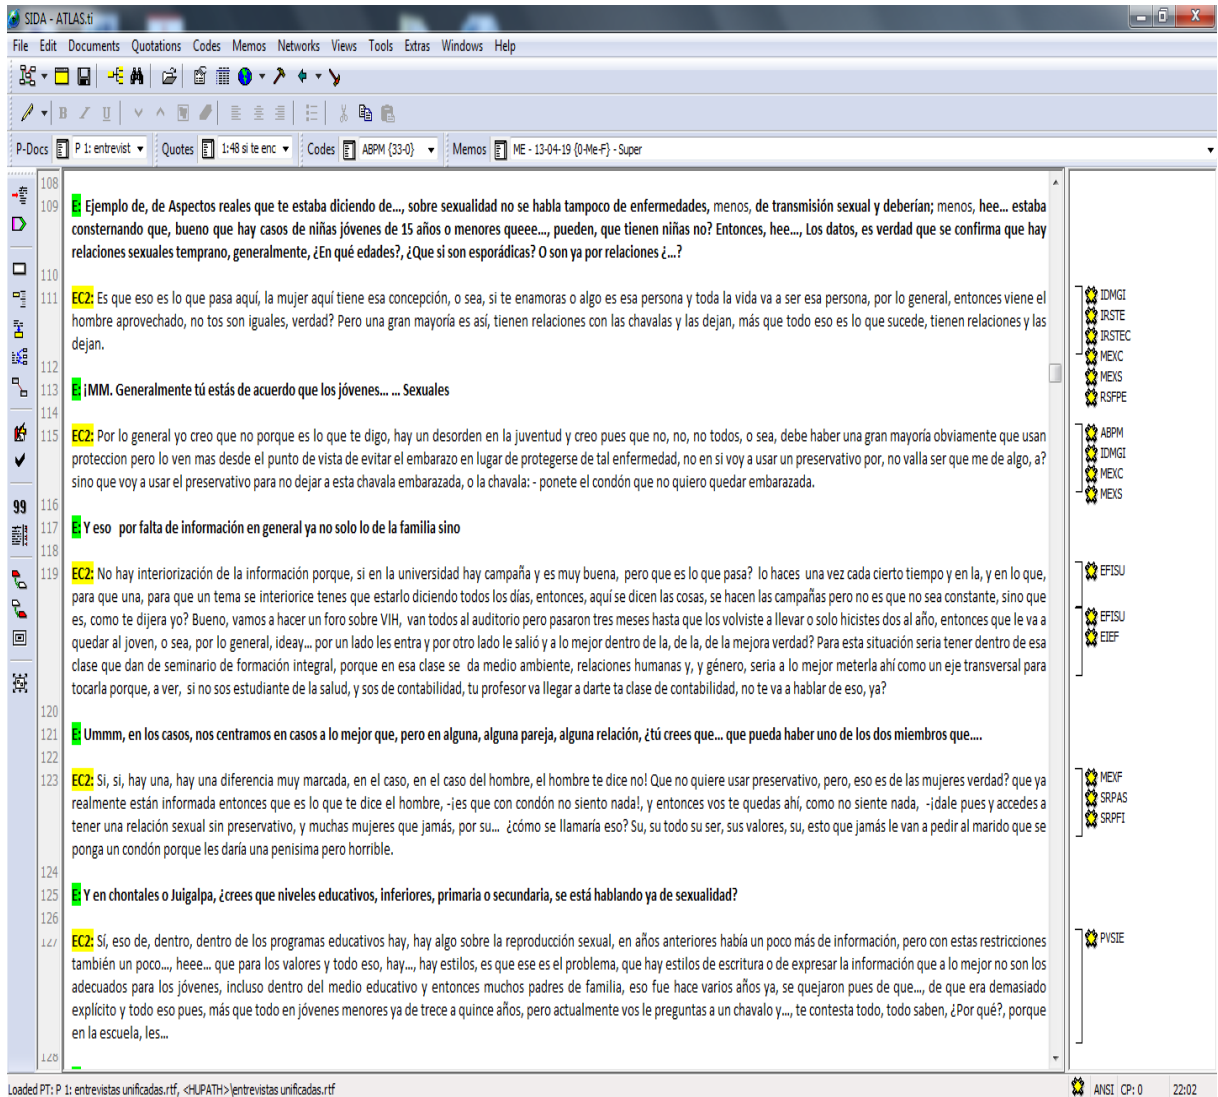 SIDA - ATLAS.ti
File Edit Documents Quotations Codes Memos Networks Views Tools Extras Windows Help
B I U
P-Docs P 1: entrevist Quotes 1:48 si te enc Codes ABPM {33-0} Memos ME - 13-04-19 {0-Me-F} - Super
108
109 E: Ejemplo de, de Aspectos reales que te estaba diciendo de..., sobre sexualidad no se habla tampoco de enfermedades, menos, de transmisión sexual y deberían; menos, hee... estaba
consternando que, bueno que hay casos de niñas jóvenes de 15 años o menores queee..., pueden, que tienen niñas no? Entonces, hee..., Los datos, es verdad que se confirma que hay
relaciones sexuales temprano, generalmente, ¿En qué edades?, ¿Que si son esporádicas? O son ya por relaciones ¿...?
110
111 EC2: Es que eso es lo que pasa aquí, la mujer aquí tiene esa concepción, o sea, si te enamoras o algo es esa persona y toda la vida va a ser esa persona, por lo general, entonces viene el
hombre aprovechado, no tos son iguales, verdad? Pero una gran mayoría es así, tienen relaciones con las chavalas y las dejan, más que todo eso es lo que sucede, tienen relaciones y las
dejan.
IDMGI
IRSTE
IRSTEC
MEXC
MEXS
RSFPE
112
113 E: ¡MM. Generalmente tú estás de acuerdo que los jóvenes... ... Sexuales
114
115 EC2: Por lo general yo creo que no porque es lo que te digo, hay un desorden en la juventud y creo pues que no, no, no todos, o sea, debe haber una gran mayoría obviamente que usan
proteccion pero lo ven mas desde el punto de vista de evitar el embarazo en lugar de protegerse de tal enfermedad, no en si voy a usar un preservativo por, no valla ser que me de algo, a?
sino que voy a usar el preservativo para no dejar a esta chavala embarazada, o la chavala: - ponete el condón que no quiero quedar embarazada.
ABPM
IDMGI
MEXC
MEXS
116
117 E: Y eso por falta de información en general ya no solo lo de la familia sino
118
119 EC2: No hay interiorización de la información porque, si en la universidad hay campaña y es muy buena, pero que es lo que pasa? lo haces una vez cada cierto tiempo y en la, y en lo que,
para que una, para que un tema se interiorice tenes que estarlo diciendo todos los días, entonces, aquí se dicen las cosas, se hacen las campañas pero no es que no sea constante, sino que
es, como te dijera yo? Bueno, vamos a hacer un foro sobre VIH, van todos al auditorio pero pasaron tres meses hasta que los volviste a llevar o solo hicistes dos al año, entonces que le va a
quedar al joven, o sea, por lo general, ideay... por un lado les entra y por otro lado le salió y a lo mejor dentro de la, de la, de la mejora verdad? Para esta situación seria tener dentro de esa
clase que dan de seminario de formación integral, porque en esa clase se da medio ambiente, relaciones humanas y, y género, seria a lo mejor meterla ahí como un eje transversal para
tocarla porque, a ver, si no sos estudiante de la salud, y sos de contabilidad, tu profesor va llegar a darte ta clase de contabilidad, no te va a hablar de eso, ya?
EFISU
EFISU
EIEF
120
121 E: Ummm, en los casos, nos centramos en casos a lo mejor que, pero en alguna, alguna pareja, alguna relación, ¿tú crees que... que pueda haber uno de los dos miembros que....
122
123 EC2: Si, si, hay una, hay una diferencia muy marcada, en el caso, en el caso del hombre, el hombre te dice no! Que no quiere usar preservativo, pero, eso es de las mujeres verdad? que ya
realmente están informada entonces que es lo que te dice el hombre, -¡es que con condón no siento nada!, y entonces vos te quedas ahí, como no siente nada, -¡dale pues y accedes a
tener una relación sexual sin preservativo, y muchas mujeres que jamás, por su... ¿cómo se llamaría eso? Su, su todo su ser, sus valores, su, esto que jamás le van a pedir al marido que se
ponga un condón porque les daría una penisima pero horrible.
MEXF
SRPAS
SRPFI
124
125 E: Y en chontales o Juigalpa, ¿crees que niveles educativos, inferiores, primaria o secundaria, se está hablando ya de sexualidad?
126
127 EC2: Sí, eso de, dentro, dentro de los programas educativos hay, hay algo sobre la reproducción sexual, en años anteriores había un poco más de información, pero con estas restricciones
también un poco..., heee... que para los valores y todo eso, hay..., hay estilos, es que ese es el problema, que hay estilos de escritura o de expresar la información que a lo mejor no son los
adecuados para los jóvenes, incluso dentro del medio educativo y entonces muchos padres de familia, eso fue hace varios años ya, se quejaron pues de que..., de que era demasiado
explícito y todo eso pues, más que todo en jóvenes menores ya de trece a quince años, pero actualmente vos le preguntas a un chavalo y..., te contesta todo, todo saben, ¿Por qué?, porque
en la escuela, les...
PVSIE
128
Loaded PT: P 1: entrevistas unificadas.rtf, <HUPATH>\entrevistas unificadas.rtf ANSI CP: 0 22:02